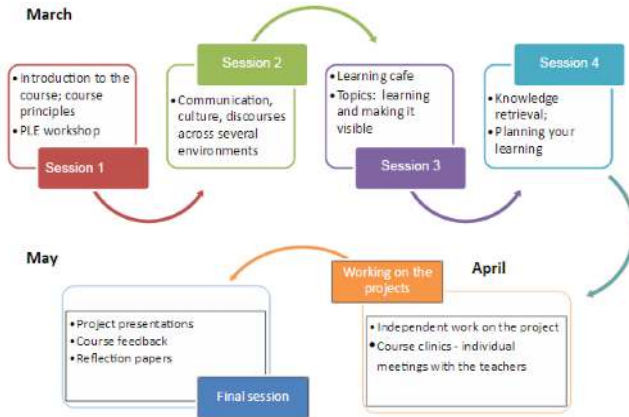 March
Session 1
• Introduction to the
course; course
principles
• PLE workshop
Session 2
• Communication,
culture, discourses
across several
environments
Session 3
• Learning cafe
• Topics: learning
and making it
visible
Session 4
• Knowledge
retrieval;
• Planning your
learning
April
Working on the
projects
• Independent work on the project
• Course clinics - individual
meetings with the teachers
May
• Project presentations
• Course feedback
• Reflection papers
Final session